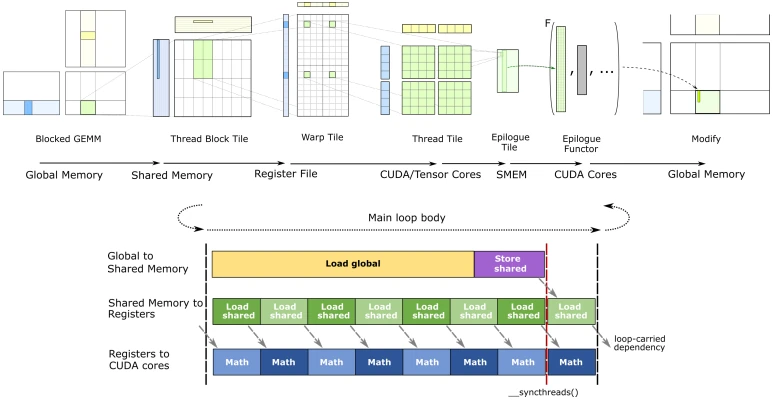 F
, , ...
Blocked GEMM
Thread Block Tile
Warp Tile
Thread Tile
Epilogue
Tile
Epilogue
Functor
Modify
Global Memory
Shared Memory
Register File
CUDA/Tensor Cores
SMEM
CUDA Cores
Global Memory
Main loop body
Global to
Shared Memory
Load global
Store
shared
Shared Memory to
Registers
Load
shared
Load
shared
Load
shared
Load
shared
Load
shared
Load
shared
Load
shared
Load
shared
loop-carried
dependency
Registers to
CUDA cores
Math
Math
Math
Math
Math
Math
Math
Math
__syncthreads()